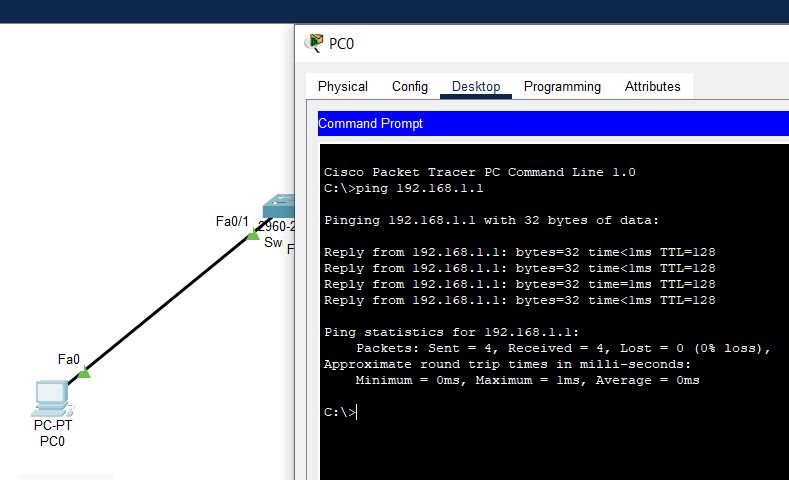 PC0
Physical Config Desktop Programming Attributes
Command Prompt
Cisco Packet Tracer PC Command Line 1.0
C:\>ping 192.168.1.1
Pinging 192.168.1.1 with 32 bytes of data:
Reply from 192.168.1.1: bytes=32 time<1ms TTL=128
Reply from 192.168.1.1: bytes=32 time<1ms TTL=128
Reply from 192.168.1.1: bytes=32 time=1ms TTL=128
Reply from 192.168.1.1: bytes=32 time<1ms TTL=128
Ping statistics for 192.168.1.1:
Packets: Sent = 4, Received = 4, Lost = 0 (0% loss),
Approximate round trip times in milli-seconds:
Minimum = 0ms, Maximum = 1ms, Average = 0ms
C:\>
Fa0/1
2960-2
Sw
F
Fa0
PC-PT
PC0